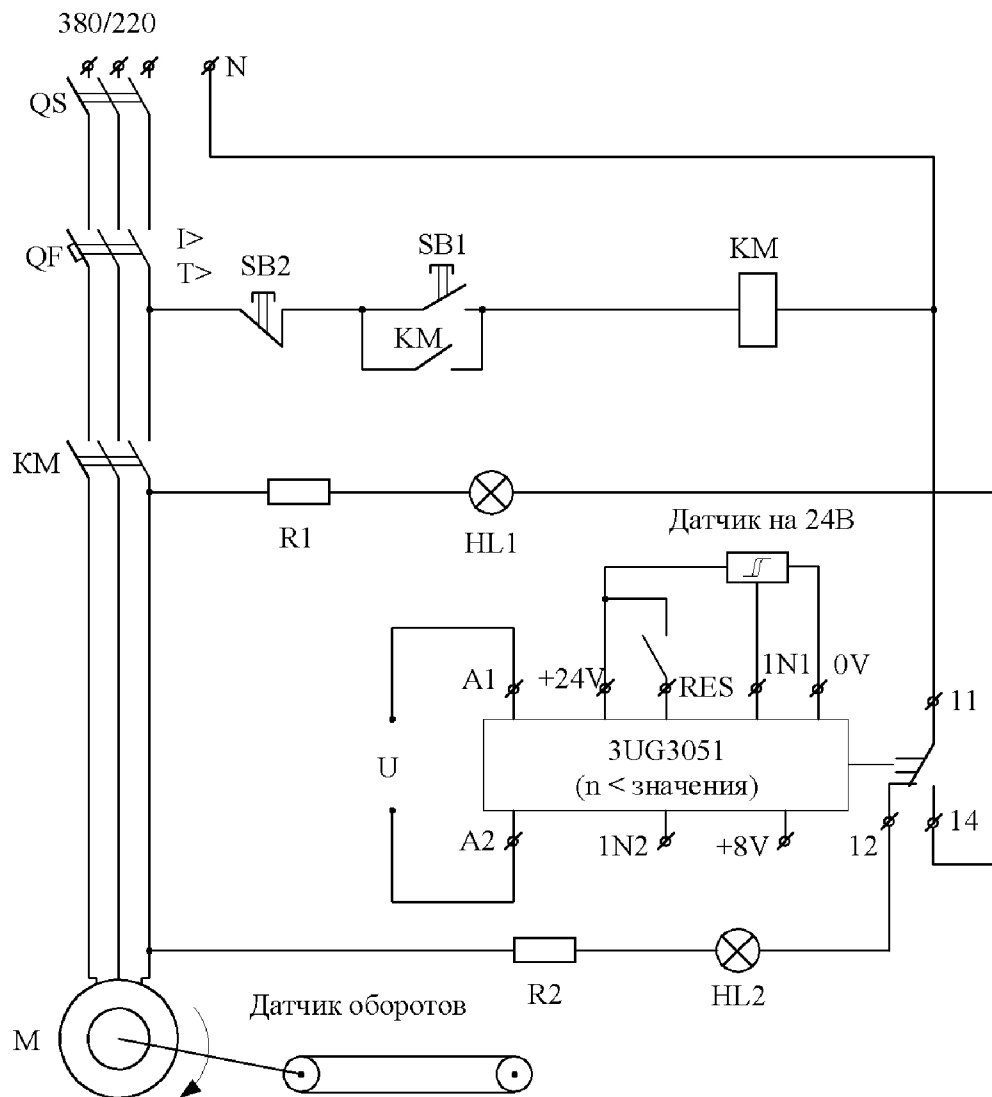 380/220
N
QS
I>
QF
T>
SB2
SB1
KM
KM
KM
R1
HL1
Датчик на 24В
A1
+24V
RES
1N1
0V
11
3UG3051
(n < значения)
U
A2
1N2
+8V
12
14
R2
HL2
Датчик оборотов
M